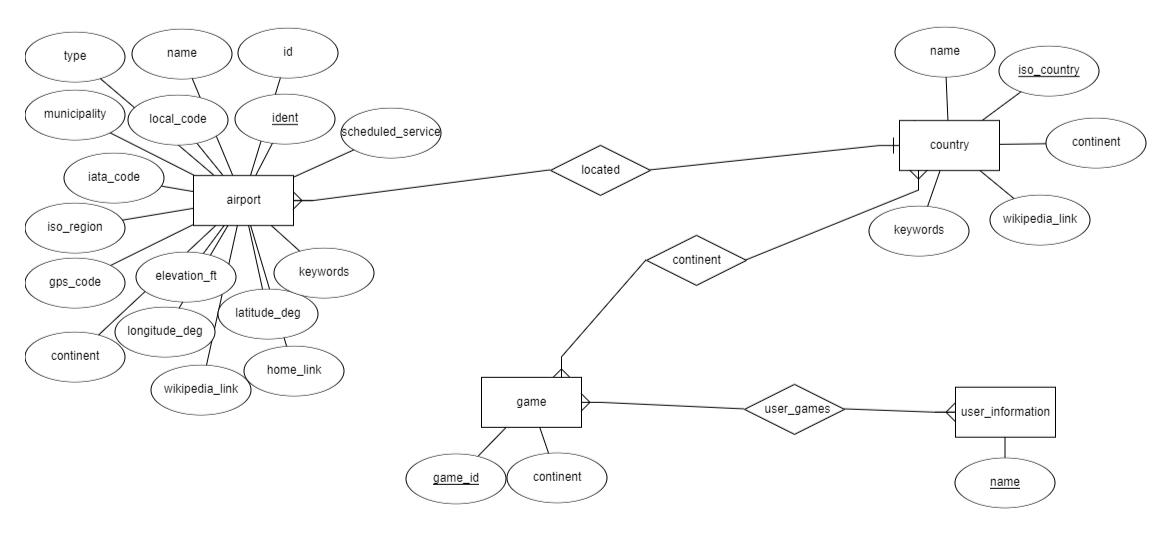 type
name
id
name
iso_country
municipality
local_code
ident
scheduled_service
country
continent
located
iata_code
airport
iso_region
keywords
wikipedia_link
continent
gps_code
elevation_ft
keywords
latitude_deg
longitude_deg
continent
home_link
wikipedia_link
game
user_games
user_information
game_id
continent
name